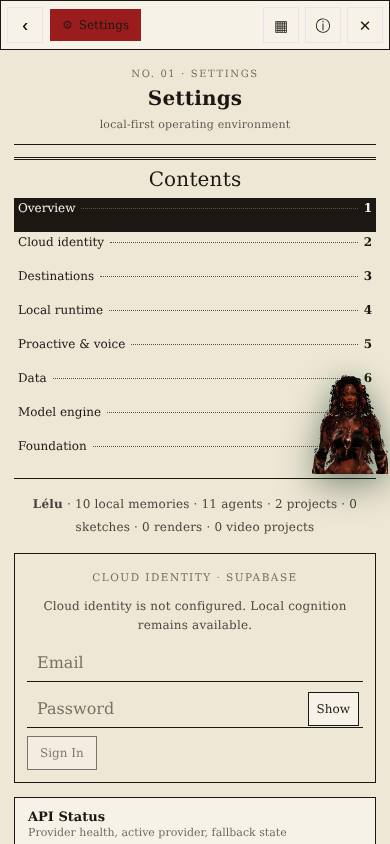 Settings
NO. 01 · SETTINGS
Settings
local-first operating environment
Contents
Overview 1
Cloud identity 2
Destinations 3
Local runtime 4
Proactive & voice 5
Data 6
Model engine
Foundation
Lélu · 10 local memories · 11 agents · 2 projects · 0
sketches · 0 renders · 0 video projects
CLOUD IDENTITY · SUPABASE
Cloud identity is not configured. Local cognition
remains available.
Email
Password
Show
Sign In
API Status
Provider health, active provider, fallback state